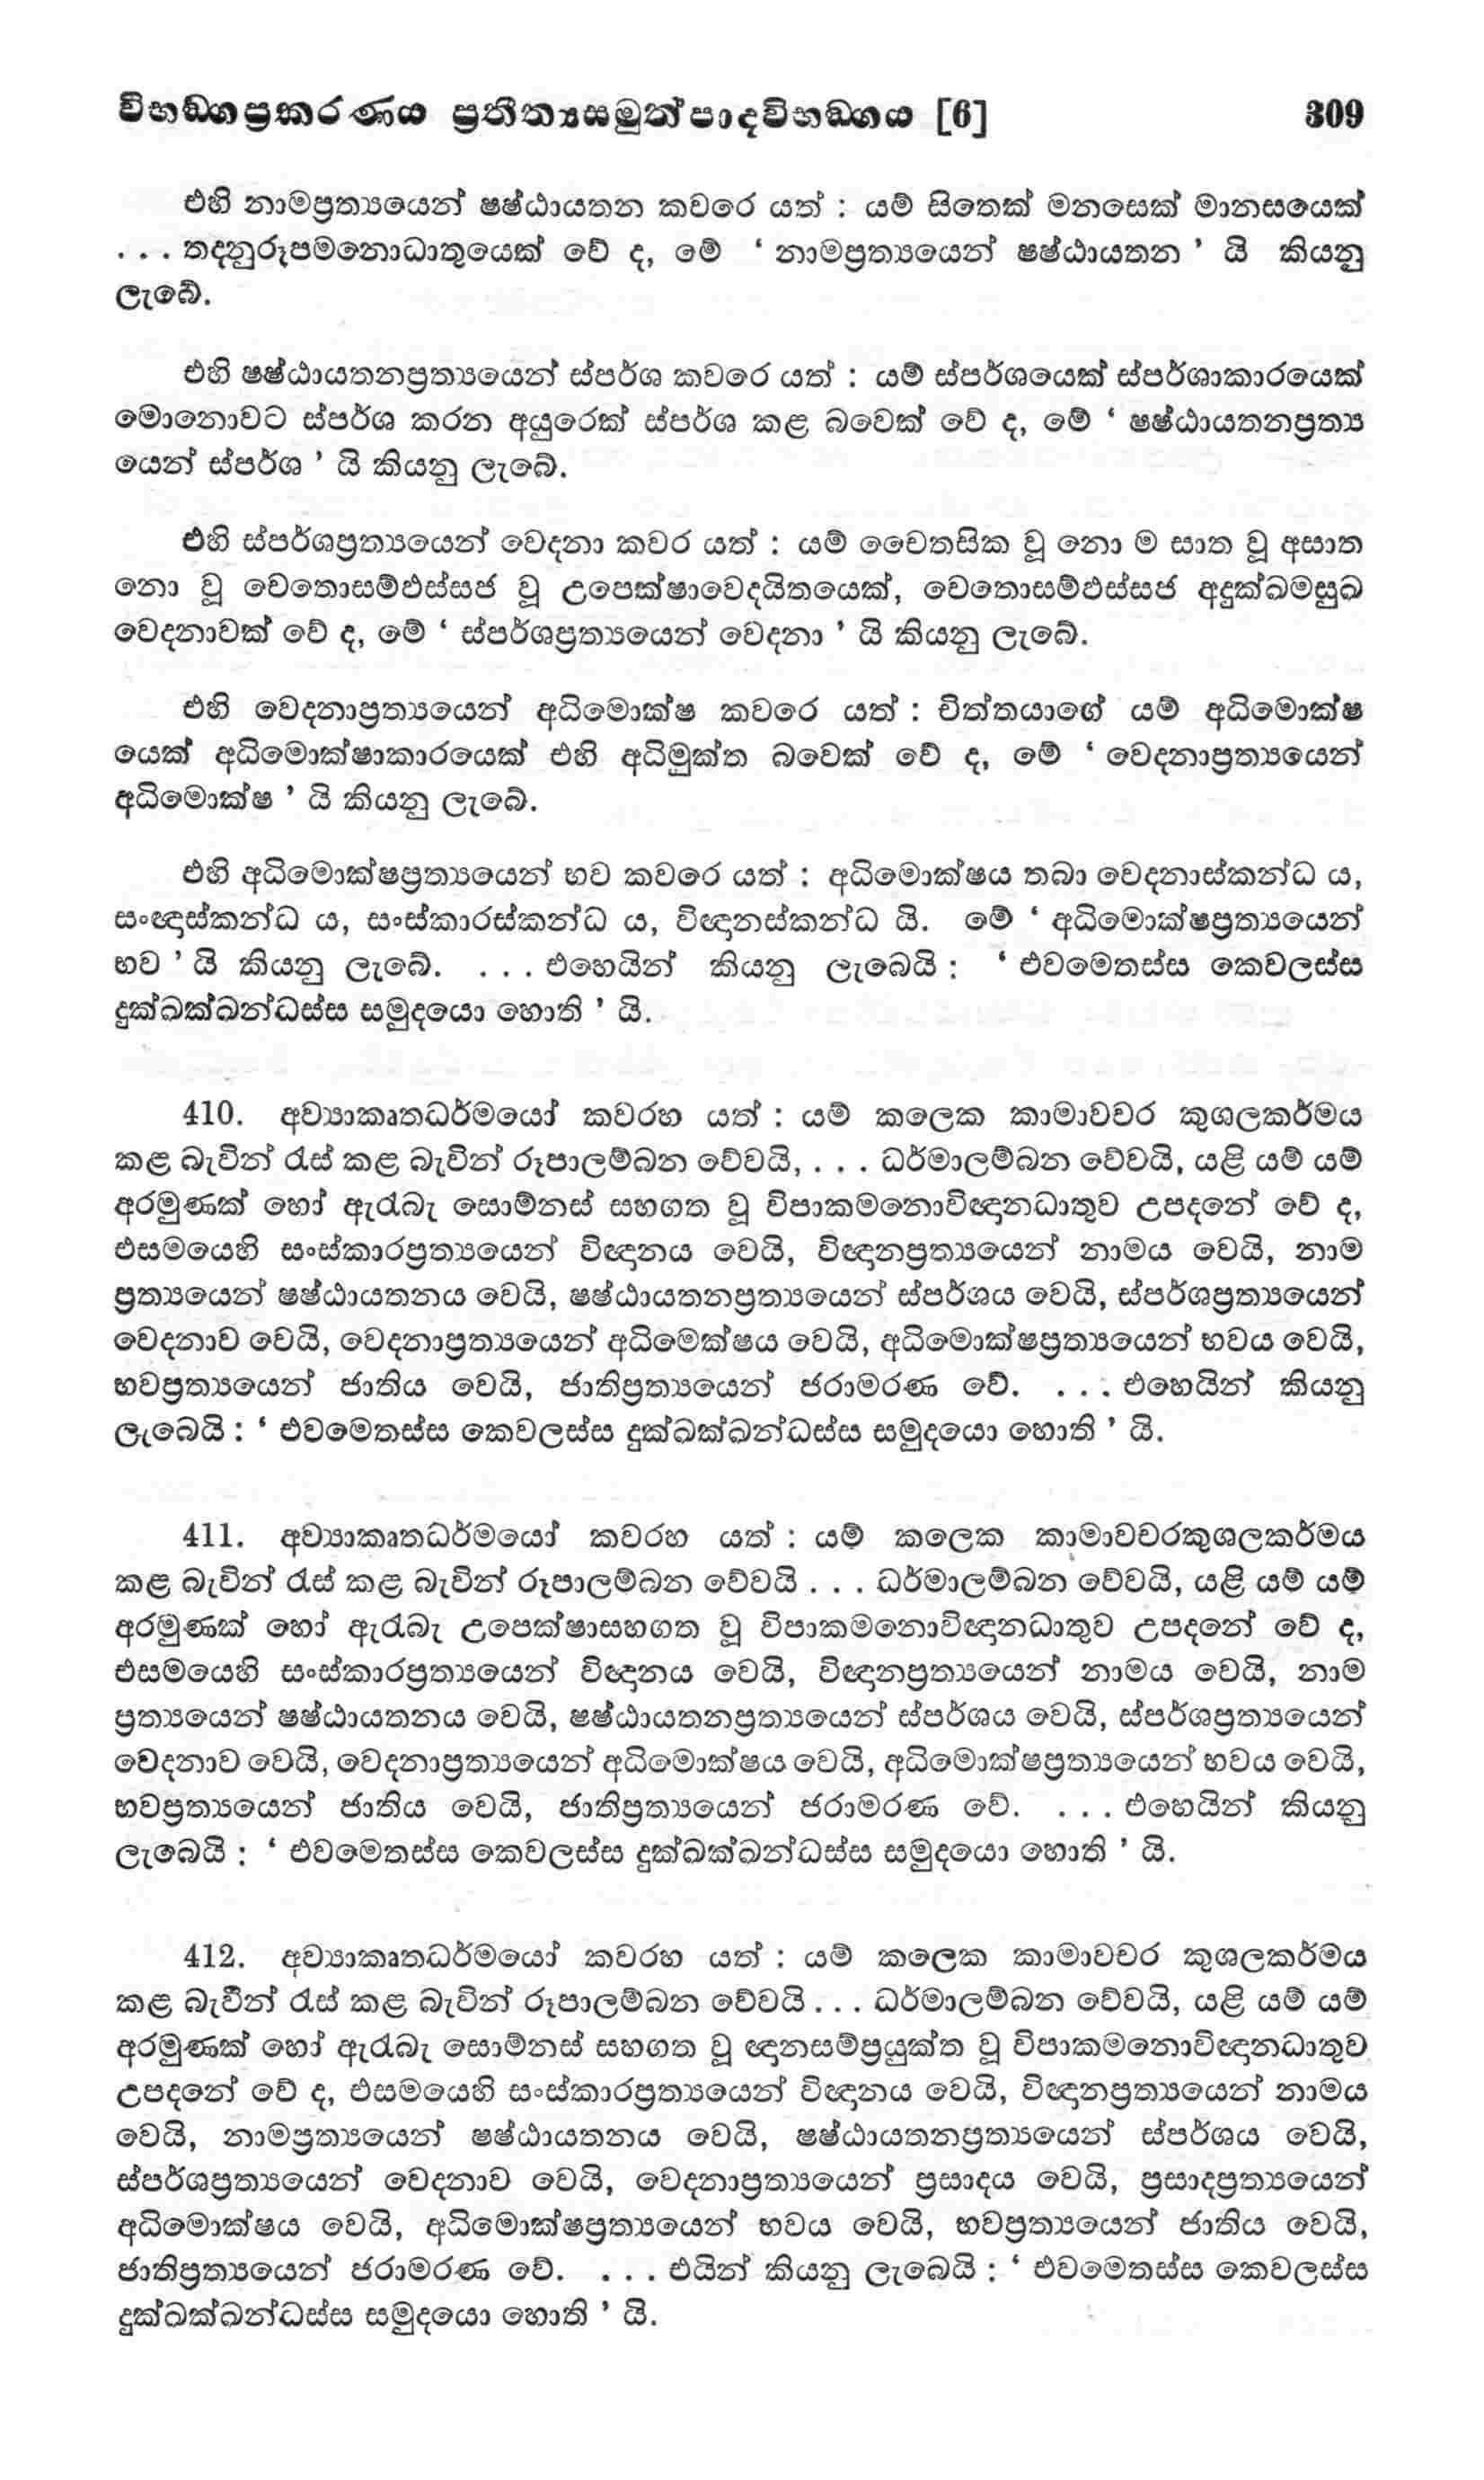 විභඞ්ගප්‍රකරණය ප්‍රතීත්‍යසමුත්පාදවිභඞ්ගය [6] 309
එහි නාමප්‍රත්‍යයෙන් ෂෂ්ඨායතන කවරෙ යත් : යම් සිතෙක් මනසෙක් මානසයෙක්
. . . තදනුරූපමනොධාතුයෙක් වේ ද, මේ ‘ නාමප්‍රත්‍යයෙන් ෂෂ්ඨායතන ’ යි කියනු
ලැබේ.
එහි ෂෂ්ඨායතනප්‍රත්‍යයෙන් ස්පර්ශ කවරෙ යත් : යම් ස්පර්ශයෙක් ස්පර්ශාකාරයෙක්
මොනොවට ස්පර්ශ කරන අයුරෙක් ස්පර්ශ කළ බවෙක් වේ ද, මේ ‘ ෂෂ්ඨායතනප්‍රත්‍ය
යෙන් ස්පර්ශ ’ යි කියනු ලැබේ.
එහි ස්පර්ශප්‍රත්‍යයෙන් වෙදනා කවර යත් : යම් චෛතසික වූ නො ම සාත වූ අසාත
නො වූ චෙතොසම්ඵස්සජ වූ උපෙක්ෂාවෙදයිතයෙක්, චෙතොසම්ඵස්සජ අදුක්ඛමසුඛ
වෙදනාවක් වේ ද, මේ ‘ ස්පර්ශප්‍රත්‍යයෙන් වෙදනා ’ යි කියනු ලැබේ.
එහි වෙදනාප්‍රත්‍යයෙන් අධිමොක්ෂ කවරෙ යත් : චිත්තයාගේ යම් අධිමොක්ෂ
යෙක් අධිමොක්ෂාකාරයෙක් එහි අධිමුක්ත බවෙක් වේ ද, මේ ‘ වෙදනාප්‍රත්‍යයෙන්
අධිමොක්ෂ ’ යි කියනු ලැබේ.
එහි අධිමොක්ෂප්‍රත්‍යයෙන් භව කවරෙ යත් : අධිමොක්ෂය තබා වෙදනාස්කන්ධ ය,
සංඥාස්කන්ධ ය, සංස්කාරස්කන්ධ ය, විඥානස්කන්ධ යි. මේ ‘ අධිමොක්ෂප්‍රත්‍යයෙන්
භව ’ යි කියනු ලැබේ. . . . එහෙයින් කියනු ලැබෙයි : ‘ එවමෙතස්ස කෙවලස්ස
දුක්ඛක්ඛන්ධස්ස සමුදයො හොති ’ යි.
410. අව්‍යාකෘතධර්මයෝ කවරහ යත් : යම් කලෙක කාමාවචර කුශලකර්මය
කළ බැවින් රැස් කළ බැවින් රූපාලම්බන වේවයි, . . . ධර්මාලම්බන වේවයි, යළි යම් යම්
අරමුණක් හෝ ඇරැබැ සොම්නස් සහගත වූ විපාකමනොවිඥානධාතුව උපදනේ වේ ද,
එසමයෙහි සංස්කාරප්‍රත්‍යයෙන් විඥානය වෙයි, විඥානප්‍රත්‍යයෙන් නාමය වෙයි, නාම
ප්‍රත්‍යයෙන් ෂෂ්ඨායතනය වෙයි, ෂෂ්ඨායතනප්‍රත්‍යයෙන් ස්පර්ශය වෙයි, ස්පර්ශප්‍රත්‍යයෙන්
වෙදනාව වෙයි, වෙදනාප්‍රත්‍යයෙන් අධිමෙක්ෂය වෙයි, අධිමොක්ෂප්‍රත්‍යයෙන් භවය වෙයි,
භවප්‍රත්‍යයෙන් ජාතිය වෙයි, ජාතිප්‍රත්‍යයෙන් ජරාමරණ වේ. . . . එහෙයින් කියනු
ලැබෙයි : ‘ එවමෙතස්ස කෙවලස්ස දුක්ඛක්ඛන්ධස්ස සමුදයො හොති ’ යි.
411. අව්‍යාකෘතධර්මයෝ කවරහ යත් : යම් කලෙක කාමාවචරකුශලකර්මය
කළ බැවින් රැස් කළ බැවින් රූපාලම්බන වේවයි . . . ධර්මාලම්බන වේවයි, යළි යම් යම්
අරමුණක් හෝ ඇරැබැ උපෙක්ෂාසහගත වූ විපාකමනොවිඥානධාතුව උපදනේ වේ ද,
එසමයෙහි සංස්කාරප්‍රත්‍යයෙන් විඥානය වෙයි, විඥානප්‍රත්‍යයෙන් නාමය වෙයි, නාම
ප්‍රත්‍යයෙන් ෂෂ්ඨායතනය වෙයි, ෂෂ්ඨායතනප්‍රත්‍යයෙන් ස්පර්ශය වෙයි, ස්පර්ශප්‍රත්‍යයෙන්
වෙදනාව වෙයි, වෙදනාප්‍රත්‍යයෙන් අධිමොක්ෂය වෙයි, අධිමොක්ෂප්‍රත්‍යයෙන් භවය වෙයි,
භවප්‍රත්‍යයෙන් ජාතිය වෙයි, ජාතිප්‍රත්‍යයෙන් ජරාමරණ වේ. . . . එහෙයින් කියනු
ලැබෙයි : ‘ එවමෙතස්ස කෙවලස්ස දුක්ඛක්ඛන්ධස්ස සමුදයො හොති ’ යි.
412. අව්‍යාකෘතධර්මයෝ කවරහ යත් : යම් කලෙක කාමාවචර කුශලකර්මය
කළ බැවින් රැස් කළ බැවින් රූපාලම්බන වේවයි . . . ධර්මාලම්බන වේවයි, යළි යම් යම්
අරමුණක් හෝ ඇරැබැ සොම්නස් සහගත වූ ඥානසම්ප්‍රයුක්ත වූ විපාකමනොවිඥානධාතුව
උපදනේ වේ ද, එසමයෙහි සංස්කාරප්‍රත්‍යයෙන් විඥානය වෙයි, විඥානප්‍රත්‍යයෙන් නාමය
වෙයි, නාමප්‍රත්‍යයෙන් ෂෂ්ඨායතනය වෙයි, ෂෂ්ඨායතනප්‍රත්‍යයෙන් ස්පර්ශය වෙයි,
ස්පර්ශප්‍රත්‍යයෙන් වෙදනාව වෙයි, වෙදනාප්‍රත්‍යයෙන් ප්‍රසාදය වෙයි, ප්‍රසාදප්‍රත්‍යයෙන්
අධිමොක්ෂය වෙයි, අධිමොක්ෂප්‍රත්‍යයෙන් භවය වෙයි, භවප්‍රත්‍යයෙන් ජාතිය වෙයි,
ජාතිප්‍රත්‍යයෙන් ජරාමරණ වේ. . . . එයින් කියනු ලැබෙයි : ‘ එවමෙතස්ස කෙවලස්ස
දුක්ඛක්ඛන්ධස්ස සමුදයො හොති ’ යි.